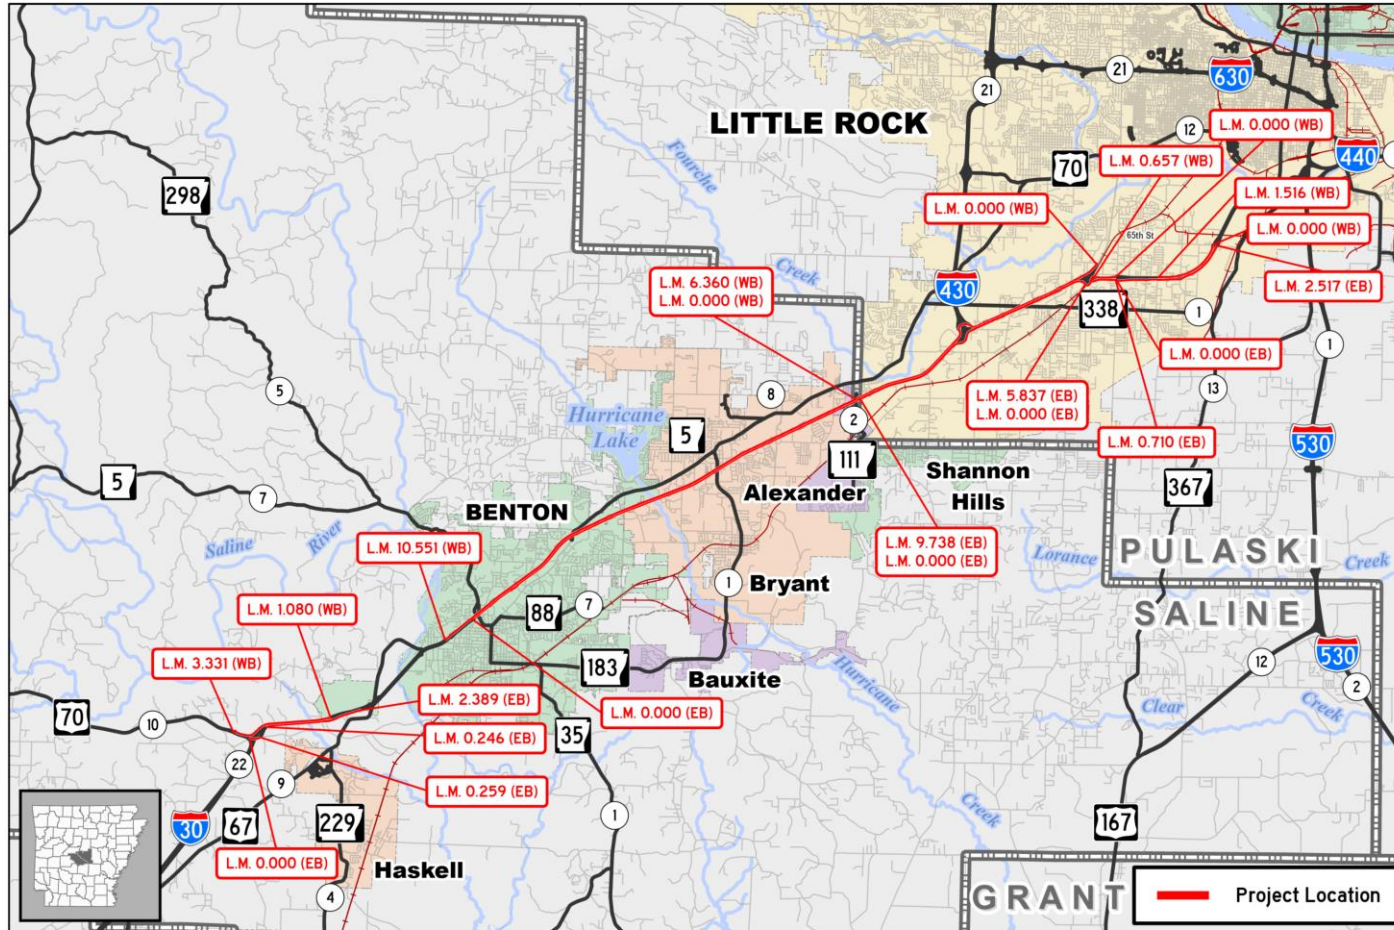 21
21
630
LITTLE ROCK
12
L.M. 0.000 (WB)
70
L.M. 0.657 (WB)
440
Fourche
298
L.M. 1.516 (WB)
L.M. 0.000 (WB)
L.M. 0.000 (WB)
65th St
Creek
L.M. 6.360 (WB)
L.M. 0.000 (WB)
430
L.M. 2.517 (EB)
338
1
1
L.M. 0.000 (EB)
5
8
L.M. 5.837 (EB)
L.M. 0.000 (EB)
13
Hurricane
Lake
5
2
L.M. 0.710 (EB)
530
111
Shannon
Hills
5
7
Alexander
367
BENTON
Saline
River
L.M. 10.551 (WB)
L.M. 9.738 (EB)
L.M. 0.000 (EB)
Lorance
Creek
PULASKI
Bryant
1
SALINE
L.M. 1.080 (WB)
88
7
L.M. 3.331 (WB)
183
Bauxite
Hurricane
12
530
2
70
10
L.M. 2.389 (EB)
L.M. 0.000 (EB)
Clear
Creek
L.M. 0.246 (EB)
35
22
9
L.M. 0.259 (EB)
Creek
30
67
229
1
167
L.M. 0.000 (EB)
Haskell
4
GRANT
Project Location